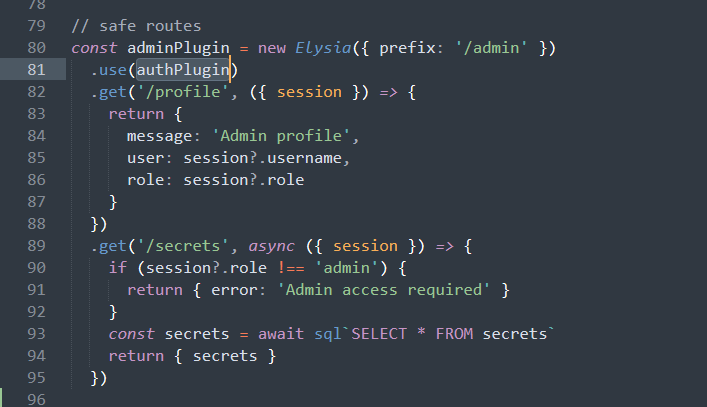 78
79 // safe routes
80 const adminPlugin = new Elysia({ prefix: '/admin' })
81   .use(authPlugin)
82   .get('/profile', ({ session }) => {
83     return {
84       message: 'Admin profile',
85       user: session?.username,
86       role: session?.role
87     }
88   })
89   .get('/secrets', async ({ session }) => {
90     if (session?.role !== 'admin') {
91       return { error: 'Admin access required' }
92     }
93     const secrets = await sql`SELECT * FROM secrets`
94     return { secrets }
95   })
96